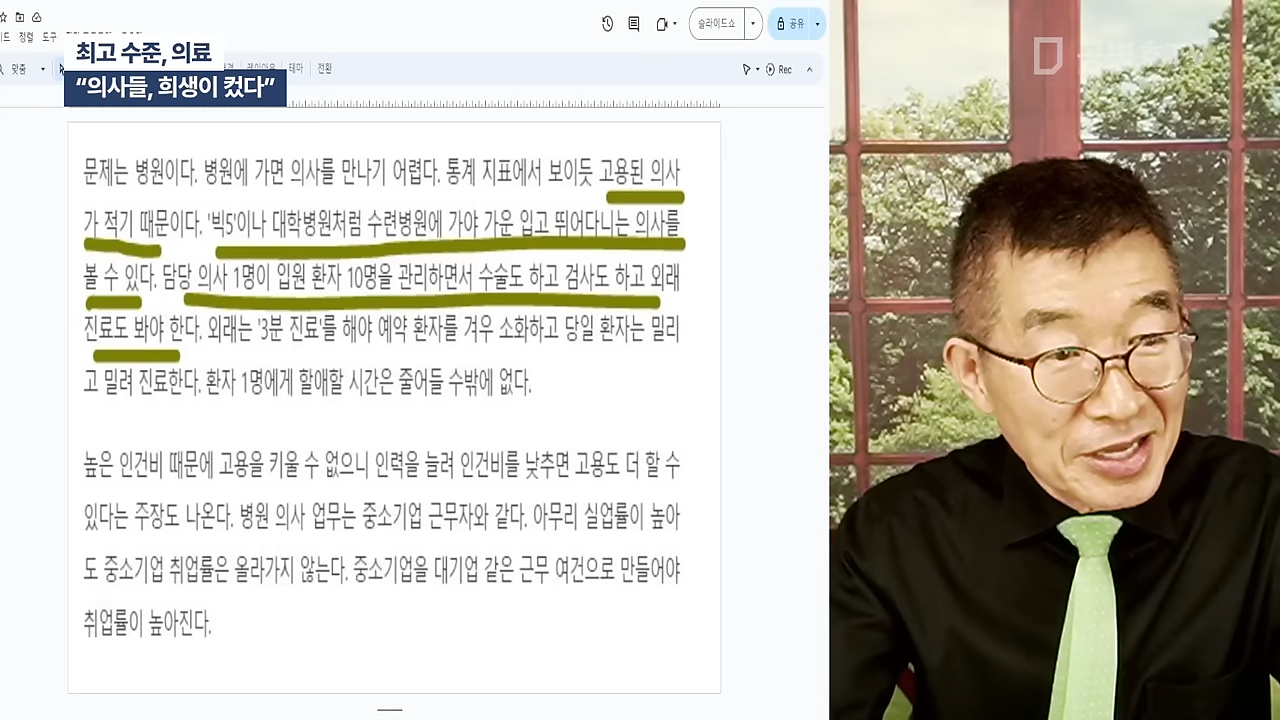 정렬 도구
최고 수준, 의료
“의사들, 희생이 컸다”
맞춤
테마
전환
슬라이드쇼
공유
Rec
문제는 병원이다. 병원에 가면 의사를 만나기 어렵다. 통계 지표에서 보이듯 고용된 의사
가 적기 때문이다. '빅5'이나 대학병원처럼 수련병원에 가야 가운 입고 뛰어다니는 의사를
볼 수 있다. 담당 의사 1명이 입원 환자 10명을 관리하면서 수술도 하고 검사도 하고 외래
진료도 봐야 한다. 외래는 '3분 진료'를 해야 예약 환자를 겨우 소화하고 당일 환자는 밀리
고 밀려 진료한다. 환자 1명에게 할애할 시간은 줄어들 수밖에 없다.
높은 인건비 때문에 고용을 키울 수 없으니 인력을 늘려 인건비를 낮추면 고용도 더 할 수
있다는 주장도 나온다. 병원 의사 업무는 중소기업 근무자와 같다. 아무리 실업률이 높아
도 중소기업 취업률은 올라가지 않는다. 중소기업을 대기업 같은 근무 여건으로 만들어야
취업률이 높아진다.